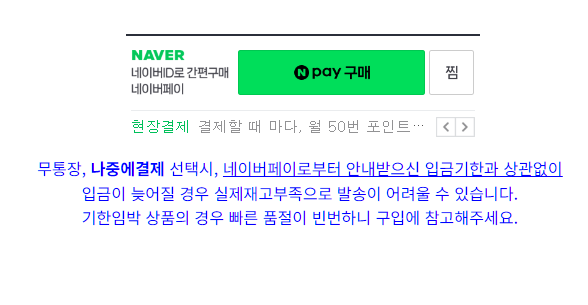 NAVER
네이버ID로 간편구매
네이버페이
N pay 구매
찜
현장결제 결제할 때 마다, 월 50번 포인트…
무통장, 나중에결제 선택시, 네이버페이로부터 안내받으신 입금기한과 상관없이
입금이 늦어질 경우 실제재고부족으로 발송이 어려울 수 있습니다.
기한임박 상품의 경우 빠른 품절이 빈번하니 구입에 참고해주세요.